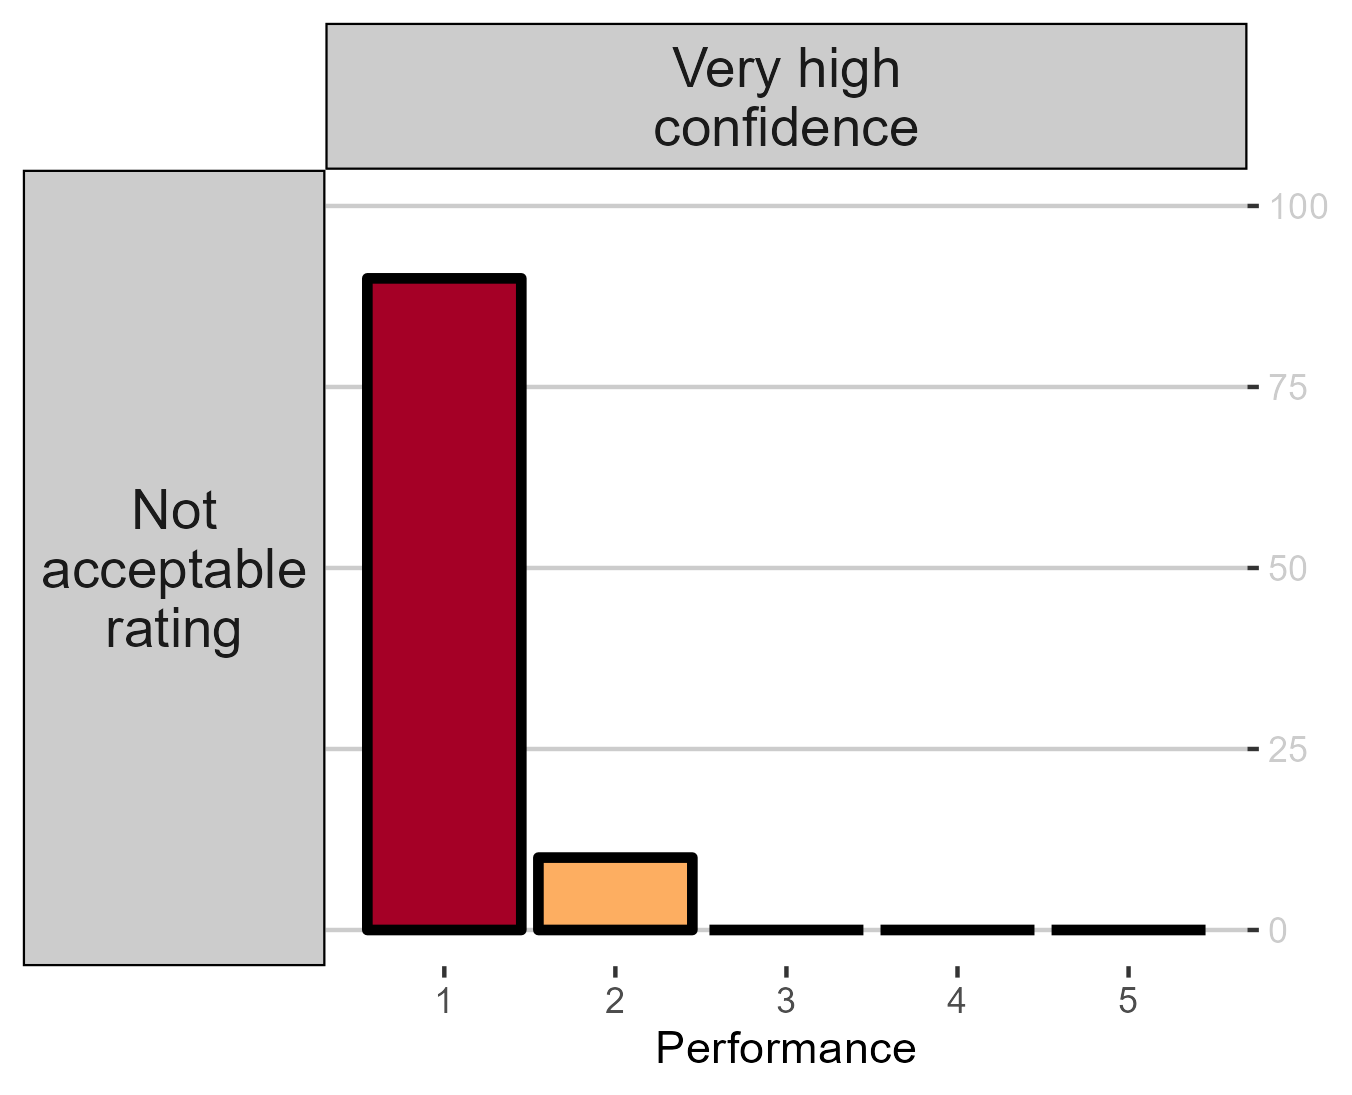 Very high
confidence
Not
acceptable
rating
100
75
50
25
0
1 2 3 4 5
Performance